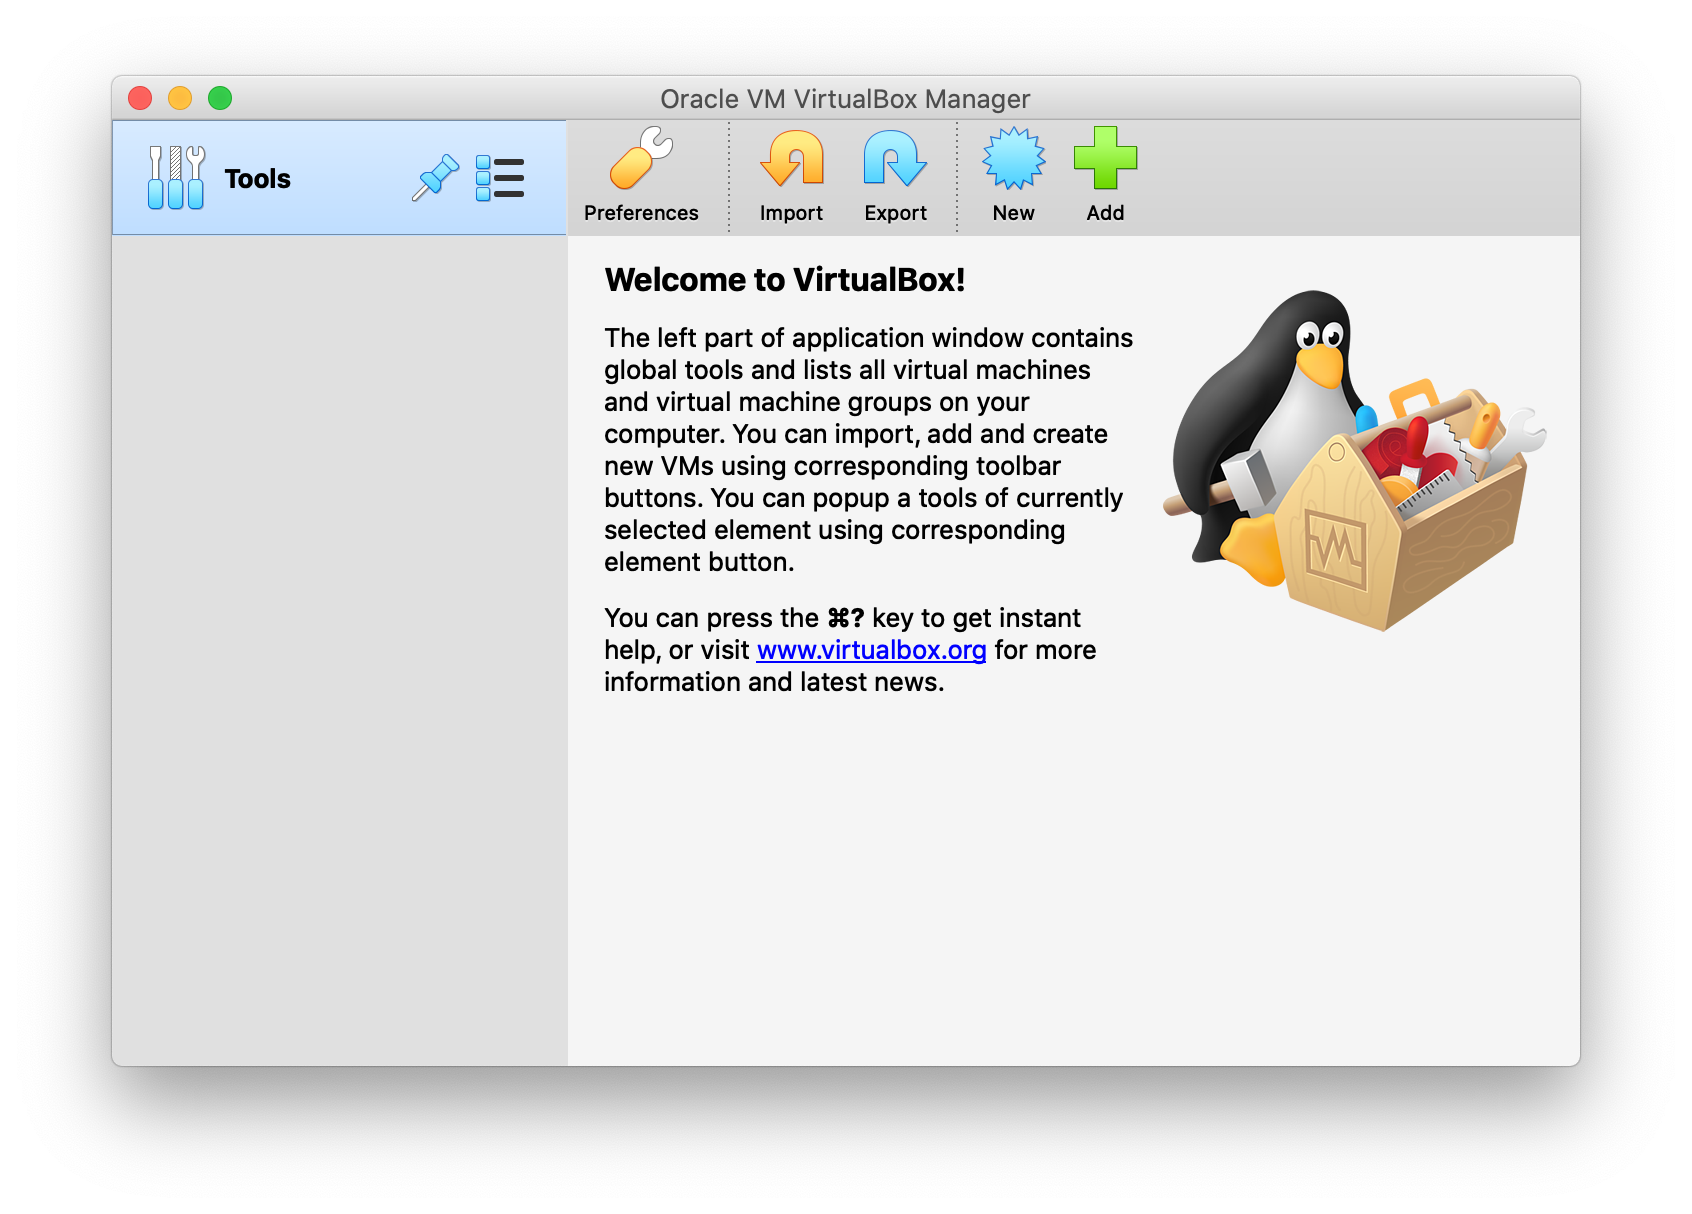 Oracle VM VirtualBox Manager
Tools
Preferences
Import
Export
New
Add
Welcome to VirtualBox!
The left part of application window contains
global tools and lists all virtual machines
and virtual machine groups on your
computer. You can import, add and create
new VMs using corresponding toolbar
buttons. You can popup a tools of currently
selected element using corresponding
element button.
You can press the ⌘? key to get instant
help, or visit www.virtualbox.org for more
information and latest news.